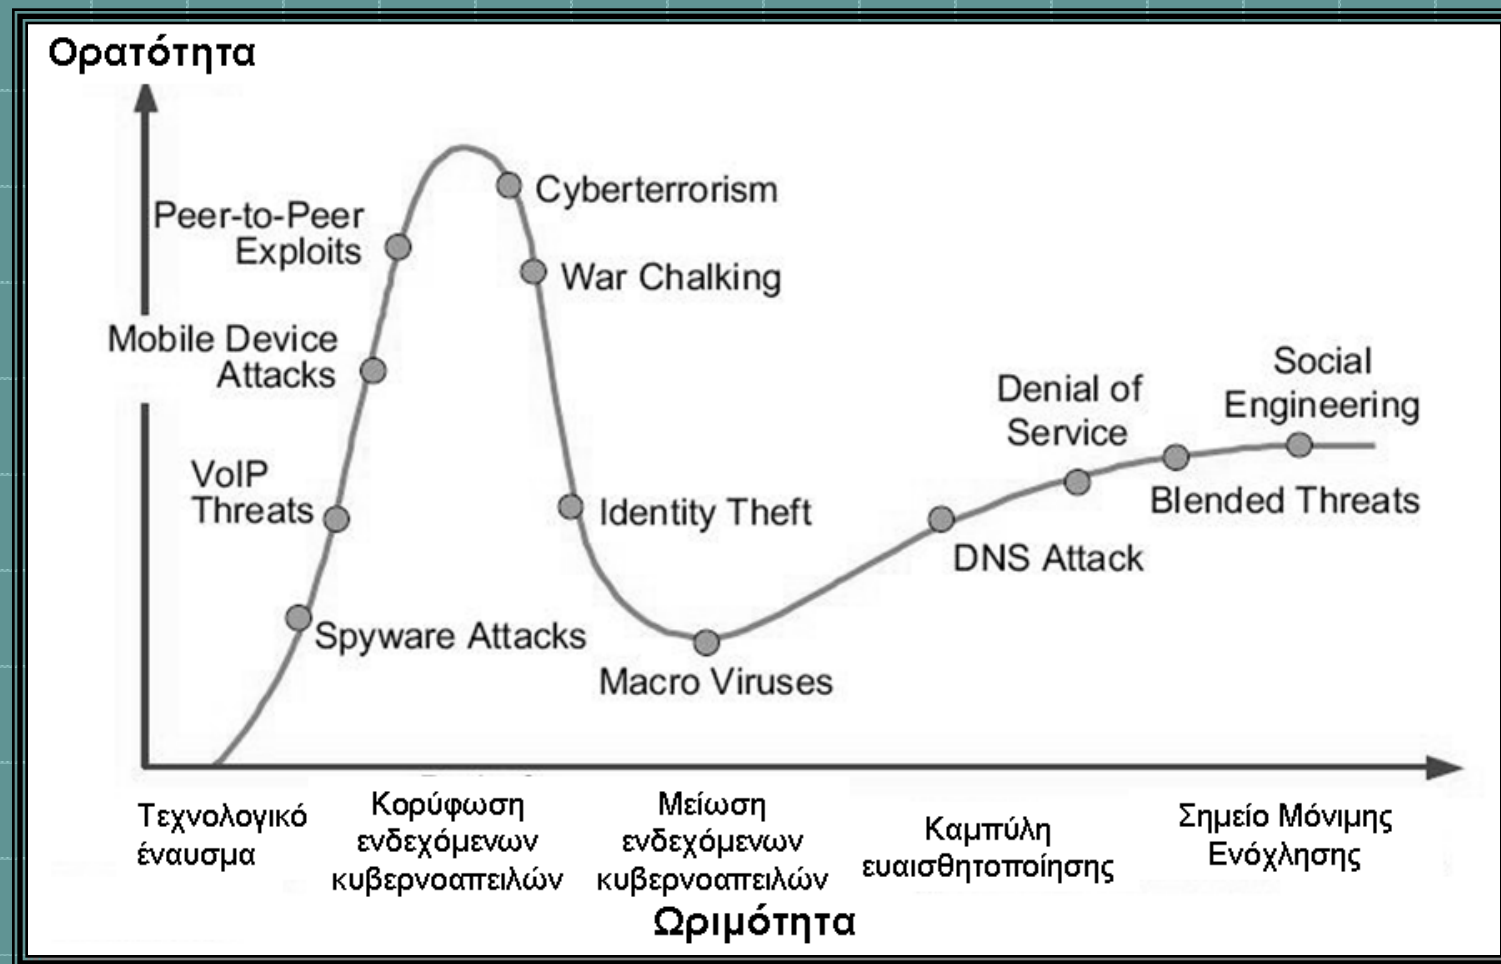 Ορατότητα
Cyberterrorism
Peer-to-Peer
Exploits
War Chalking
Mobile Device
Attacks
Social
Engineering
Denial of
Service
VoIP
Threats
Identity Theft
Blended Threats
DNS Attack
Spyware Attacks
Macro Viruses
Τεχνολογικό
έναυσμα
Κορύφωση
ενδεχόμενων
κυβερνοαπειλών
Μείωση
ενδεχόμενων
κυβερνοαπειλών
Καμπύλη
ευαισθητοποίησης
Σημείο Μόνιμης
Ενόχλησης
Ωριμότητα